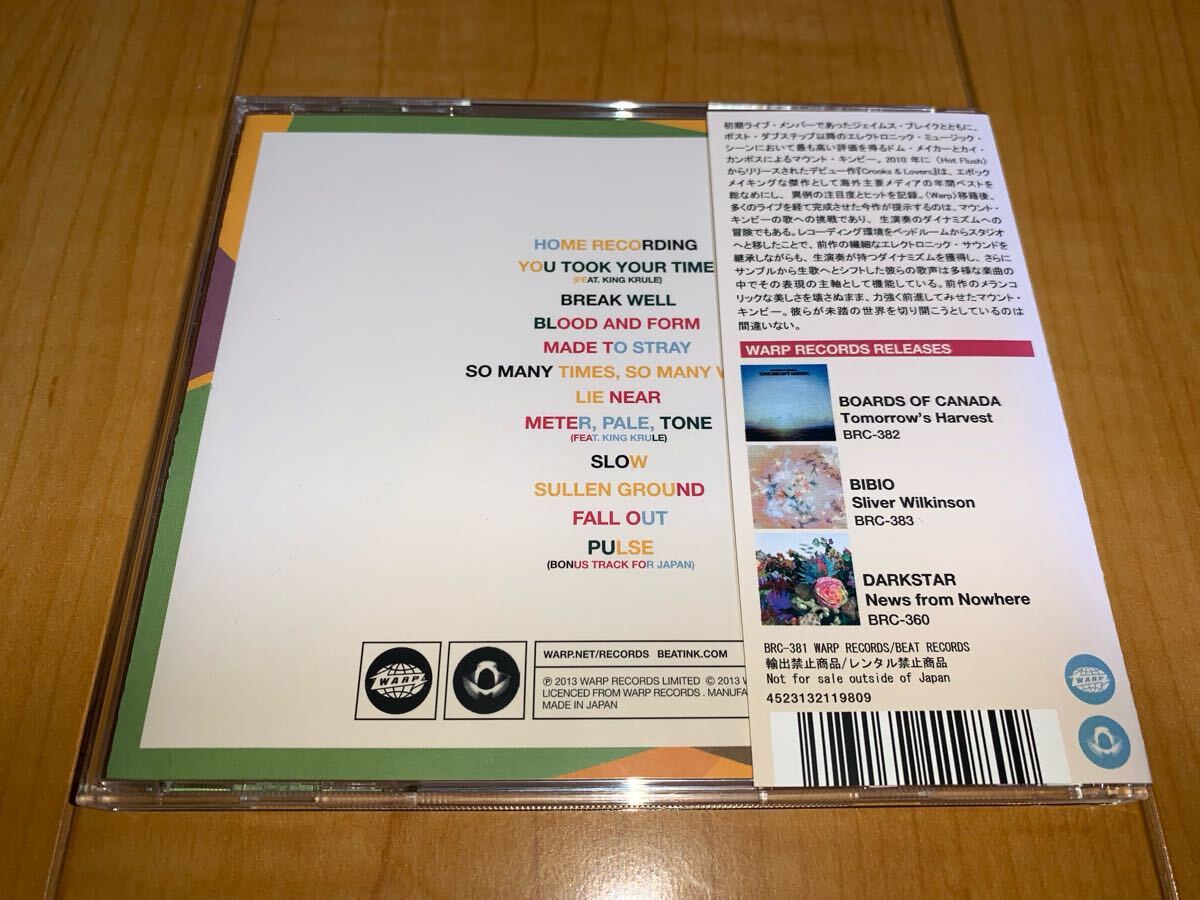 HOME RECORDING
YOU TOOK YOUR TIME
(FEAT. KING KRULE)
BREAK WELL
BLOOD AND FORM
MADE TO STRAY
SO MANY TIMES, SO MANY
LIE NEAR
METER, PALE, TONE
(FEAT. KING KRULE)
SLOW
SULLEN GROUND
FALL OUT
PULSE
(BONUS TRACK FOR JAPAN)
WARP
WARP.NET/RECORDS BEATINK.COM
℗ 2013 WARP RECORDS LIMITED © 2013
LICENCED FROM WARP RECORDS . MANUFA
MADE IN JAPAN
初期ライブ・メンバーであったジェイムス・ブレイクとともに、
ポスト・ダブステップ以降のエレクトロニック・ミュージック・
シーンにおいて最も高い評価を得るドム・メイカーとカイ・
カンポスによるマウント・キンビー。2010 年に〈Hot Flush〉
からリリースされたデビュー作『Crooks & Lovers』は、エポック
メイキングな傑作として海外主要メディアの年間ベストを
総なめにし、異例の注目度とヒットを記録。〈Warp〉移籍後、
多くのライブを経て完成させた今作が提示するのは、マウント・
キンビーの歌への挑戦であり、生演奏のダイナミズムへの
冒険でもある。レコーディング環境をベッドルームからスタジオ
へと移したことで、前作の繊細なエレクトロニック・サウンドを
継承しながらも、生演奏が持つダイナミズムを獲得し、さらに
サンプルから生歌へとシフトした彼らの歌声は多様な楽曲の
中でその表現の主軸として機能している。前作のメランコ
リックな美しさを壊さぬまま、力強く前進してみせたマウント・
キンビー。彼らが未踏の世界を切り開こうとしているのは
間違いない。
WARP RECORDS RELEASES
TOMORROW'S HARVEST
BOARDS OF CANADA
Tomorrow's Harvest
BRC-382
BIBIO
Sliver Wilkinson
BRC-383
DARKSTAR
News from Nowhere
BRC-360
BRC-381 WARP RECORDS/BEAT RECORDS
輸出禁止商品/レンタル禁止商品
Not for sale outside of Japan
4523132119809
WARP